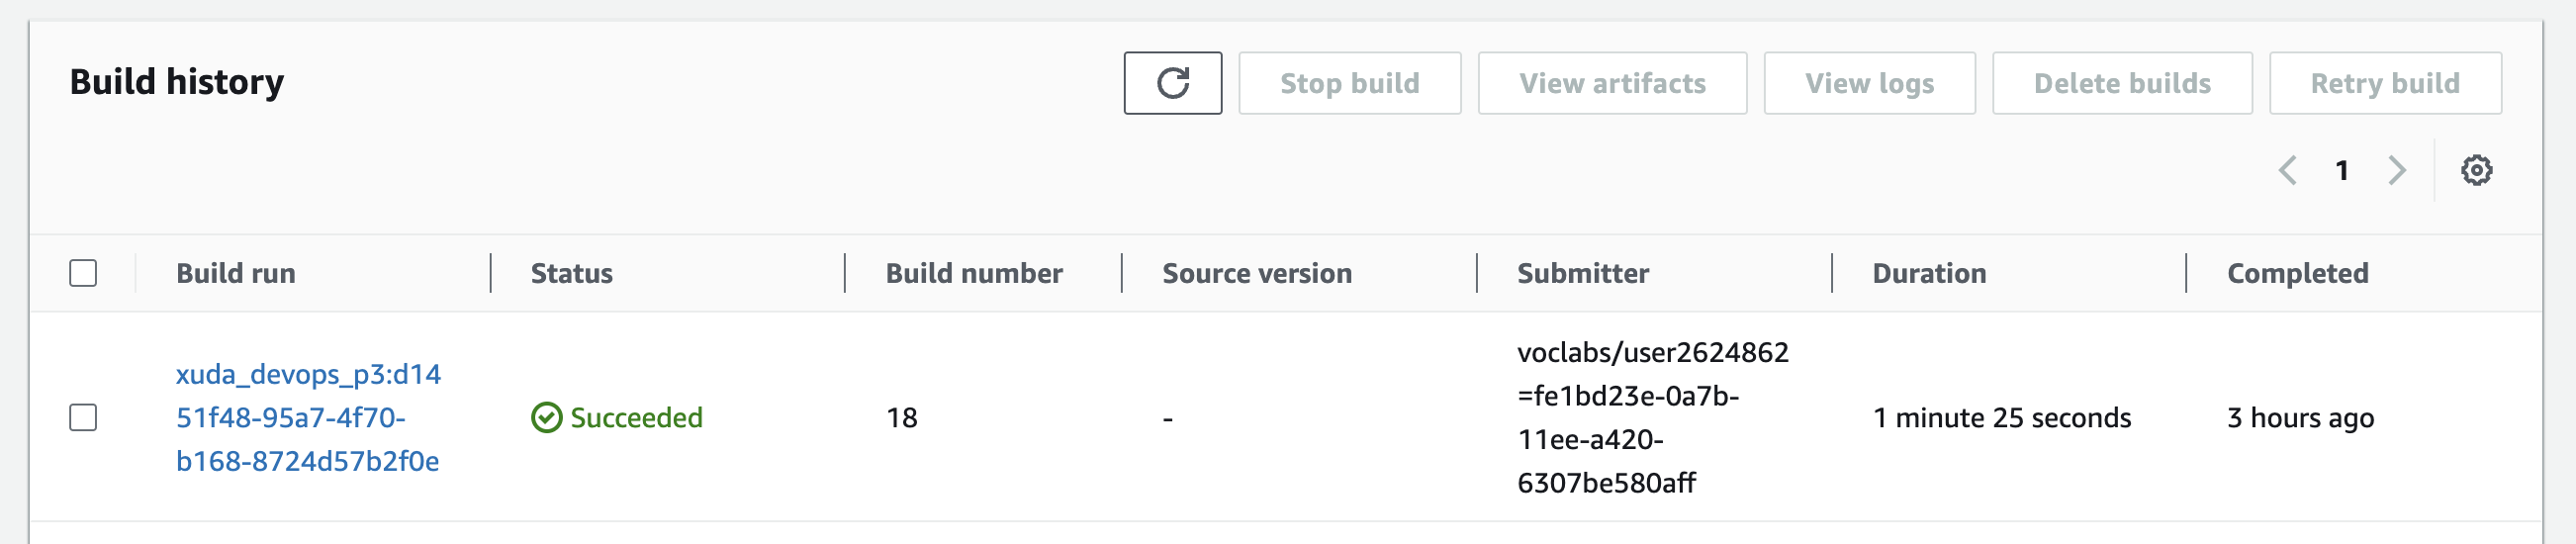 Build history
Stop build
View artifacts
View logs
Delete builds
Retry build
1
Build run
Status
Build number
Source version
Submitter
Duration
Completed
xuda_devops_p3:d14
51f48-95a7-4f70-
b168-8724d57b2f0e
Succeeded
18
-
voclabs/user2624862
=fe1bd23e-0a7b-
11ee-a420-
6307be580aff
1 minute 25 seconds
3 hours ago